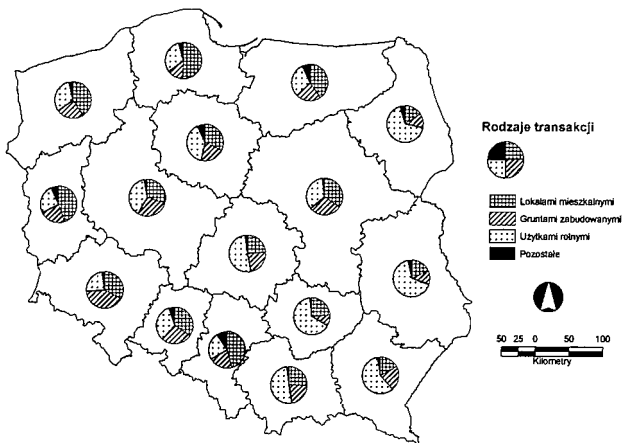 Rodzaje transakcji
Lokalami mieszkalnymi
Gruntami zabudowanymi
Użytkami rolnymi
Pozostałe
50 25 0 50 100
Kilometry